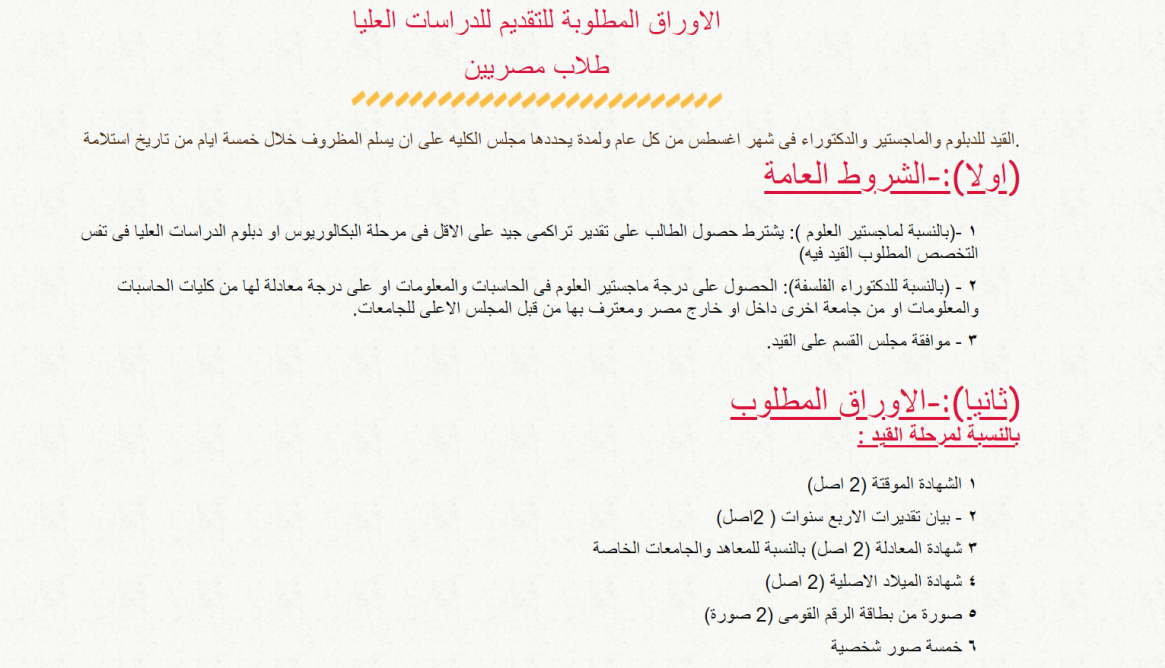 الاوراق المطلوبة للتقديم للدراسات العليا
طلاب مصريين
القيد للدبلوم والماجستير والدكتوراء فى شهر اغسطس من كل عام ولمدة يحددها مجلس الكليه على ان يسلم المظروف خلال خمسة ايام من تاريخ استلامة.
(اولا):-الشروط العامة
١ -(بالنسبة لماجستير العلوم ): يشترط حصول الطالب على تقدير تراكمى جيد على الاقل فى مرحلة البكالوريوس او دبلوم الدراسات العليا فى تفس
التخصص المطلوب القيد فيه)
٢ - (بالنسبة للدكتوراء الفلسفة): الحصول على درجة ماجستير العلوم فى الحاسبات والمعلومات او على درجة معادلة لها من كليات الحاسبات
والمعلومات او من جامعة اخرى داخل او خارج مصر ومعترف بها من قبل المجلس الاعلى للجامعات.
٣ - موافقة مجلس القسم على القيد.
(ثانيا):-الاوراق المطلوب
بالنسبة لمرحلة القيد :
١ الشهادة الموقتة (2 اصل)
٢ - بيان تقديرات الاربع سنوات ( 2اصل)
٣ شهادة المعادلة (2 اصل) بالنسبة للمعاهد والجامعات الخاصة
٤ شهادة الميلاد الاصلية (2 اصل)
٥ صورة من بطاقة الرقم القومى (2 صورة)
٦ خمسة صور شخصية